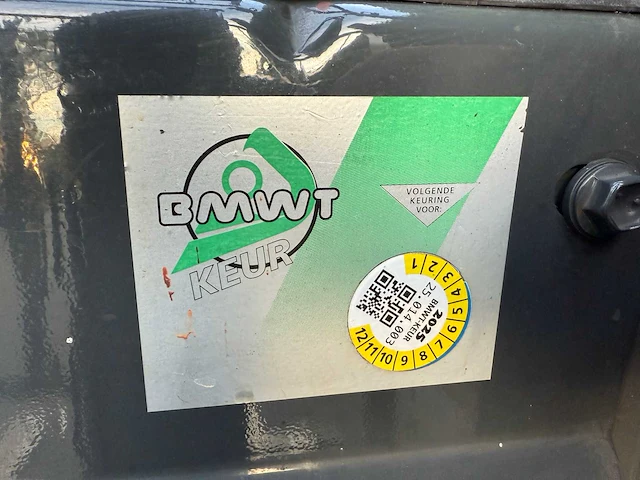 BMWT
KEUR
VOLGENDE
KEURING
VOOR:
1 2 3 4 5 6 7 8 9 10 11 12
25.014.003
BMWT-KEUR
2025